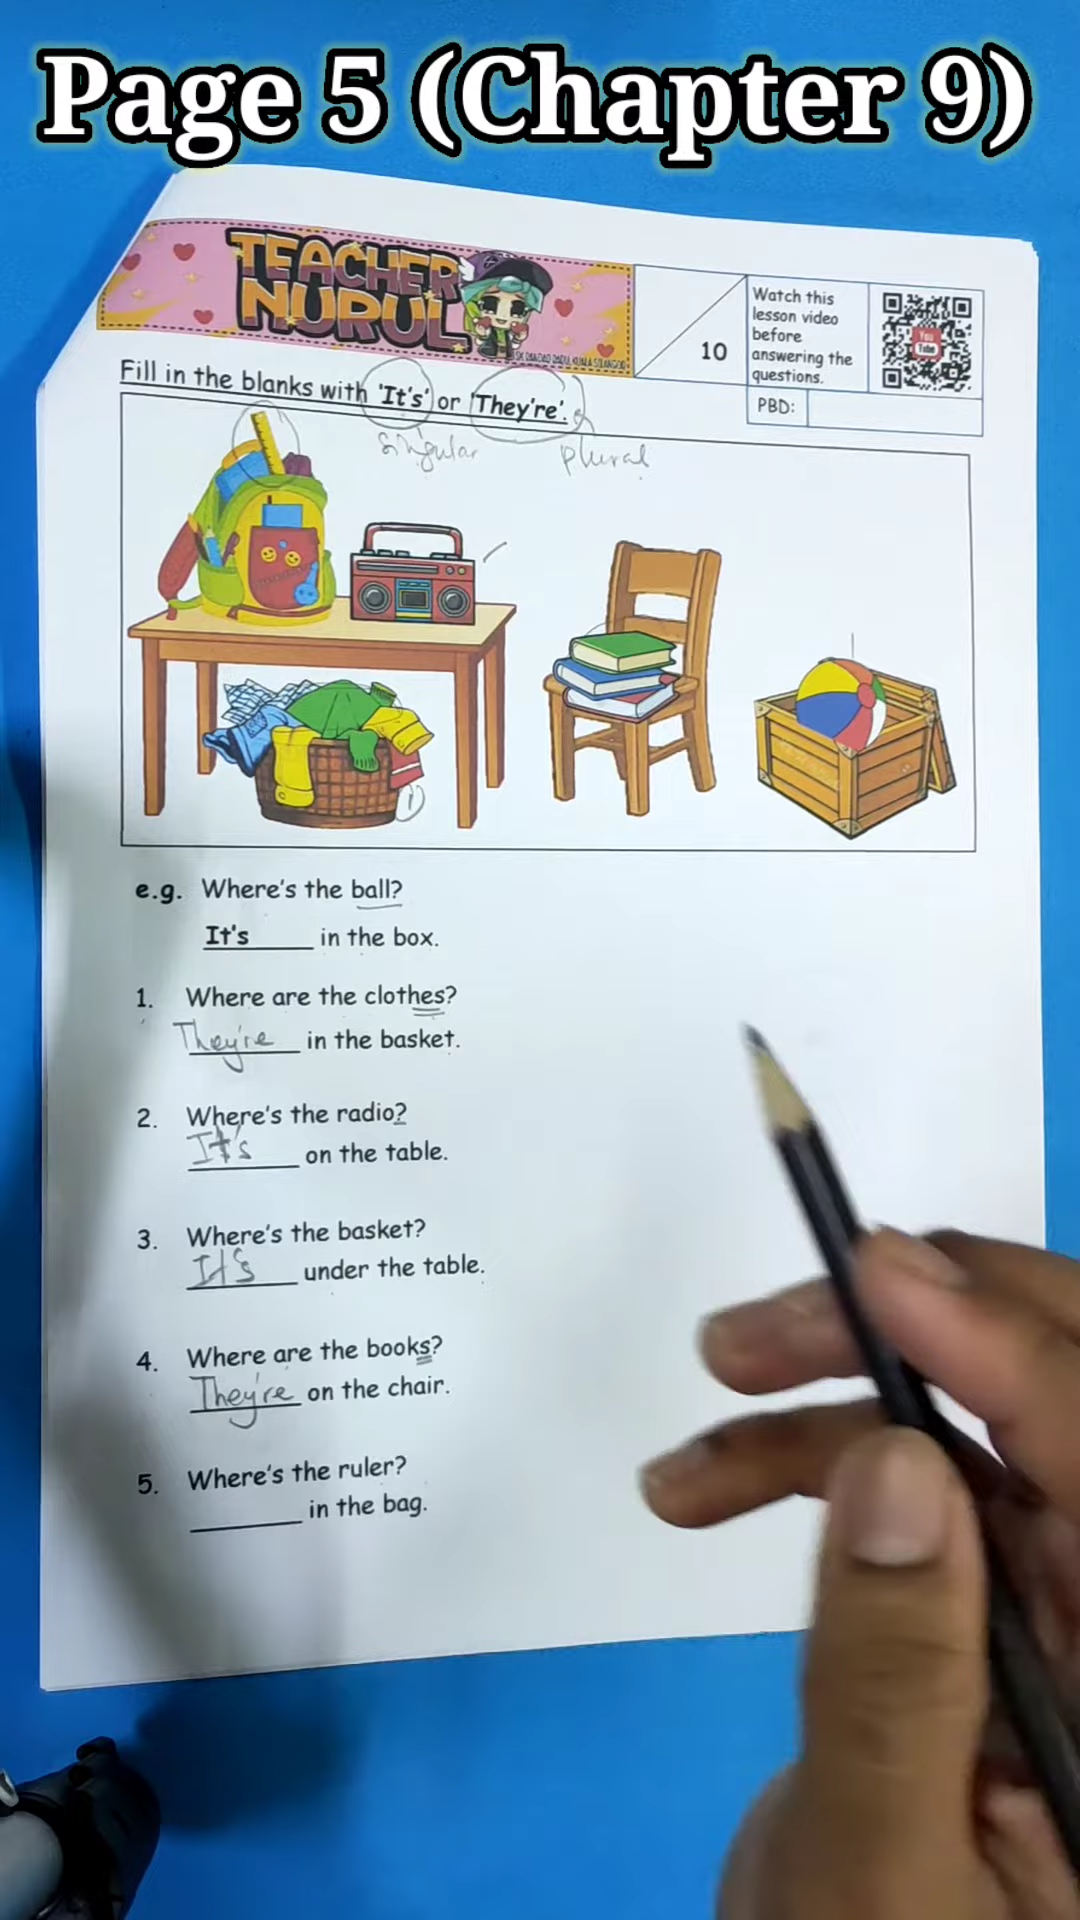 Page 5 (Chapter 9)
TEACHER
NURUL
10
Watch this
lesson video
before
answering the
questions.
You
Tube
PBD:
Fill in the blanks with 'It's' or 'They're'.
singular plural
1
e.g. Where's the ball?
It's in the box.
1. Where are the clothes?
They're in the basket.
2. Where's the radio?
It's on the table.
3. Where's the basket?
It's under the table.
4. Where are the books?
They're on the chair.
5. Where's the ruler?
in the bag.